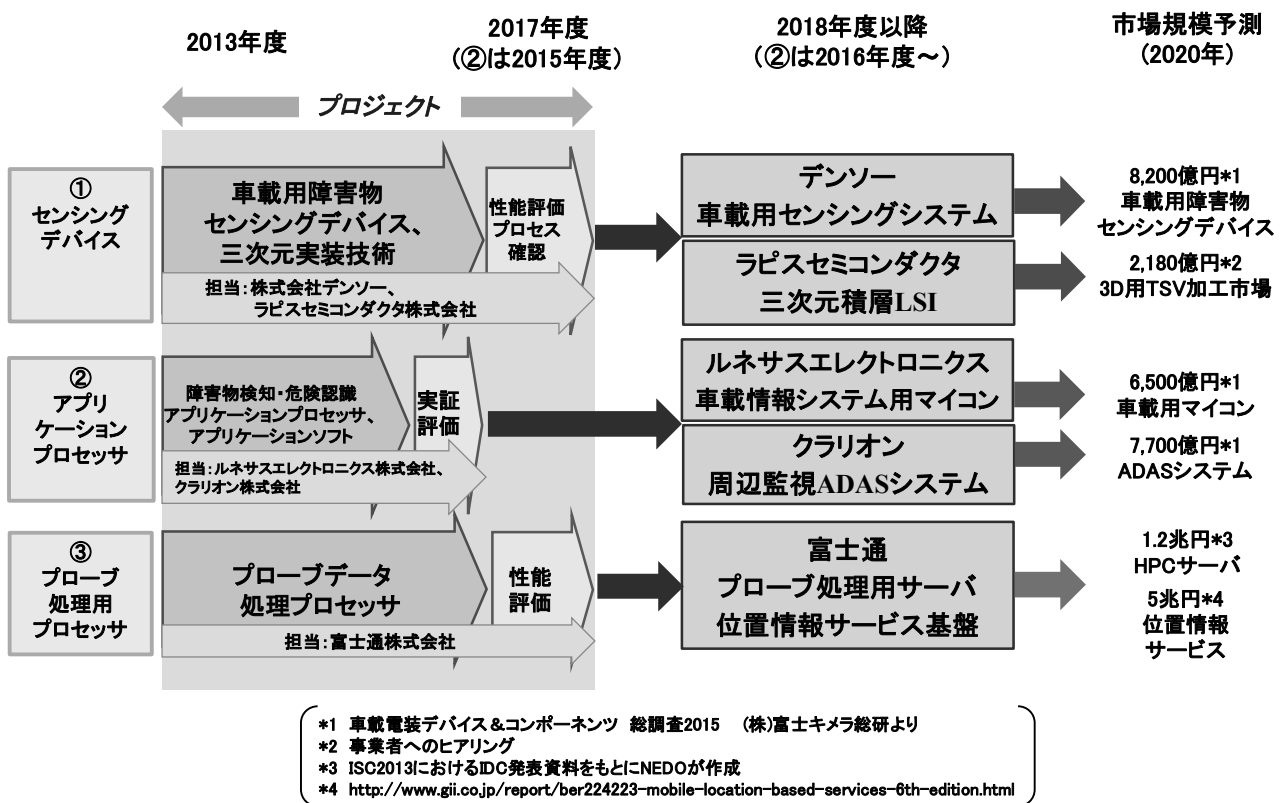 2013年度
2017年度
(②は2015年度)
2018年度以降
(②は2016年度～)
市場規模予測
(2020年)
プロジェクト
①
センシング
デバイス
車載用障害物
センシングデバイス、
三次元実装技術
性能評価
プロセス
確認
担当：株式会社デンソー、
ラピスセミコンダクタ株式会社
デンソー
車載用センシングシステム
ラピスセミコンダクタ
三次元積層LSI
8,200億円*1
車載用障害物
センシングデバイス
2,180億円*2
3D用TSV加工市場
②
アプリ
ケーション
プロセッサ
障害物検知・危険認識
アプリケーションプロセッサ、
アプリケーションソフト
実証
評価
担当：ルネサスエレクトロニクス株式会社、
クラリオン株式会社
ルネサスエレクトロニクス
車載情報システム用マイコン
クラリオン
周辺監視ADASシステム
6,500億円*1
車載用マイコン
7,700億円*1
ADASシステム
③
プローブ
処理用
プロセッサ
プローブデータ
処理プロセッサ
性能
評価
担当：富士通株式会社
富士通
プローブ処理用サーバ
位置情報サービス基盤
1.2兆円*3
HPCサーバ
5兆円*4
位置情報
サービス
*1 車載電装デバイス＆コンポーネンツ 総調査2015 (株)富士キメラ総研より
*2 事業者へのヒアリング
*3 ISC2013におけるIDC発表資料をもとにNEDOが作成
*4 http://www.gii.co.jp/report/ber224223-mobile-location-based-services-6th-edition.html